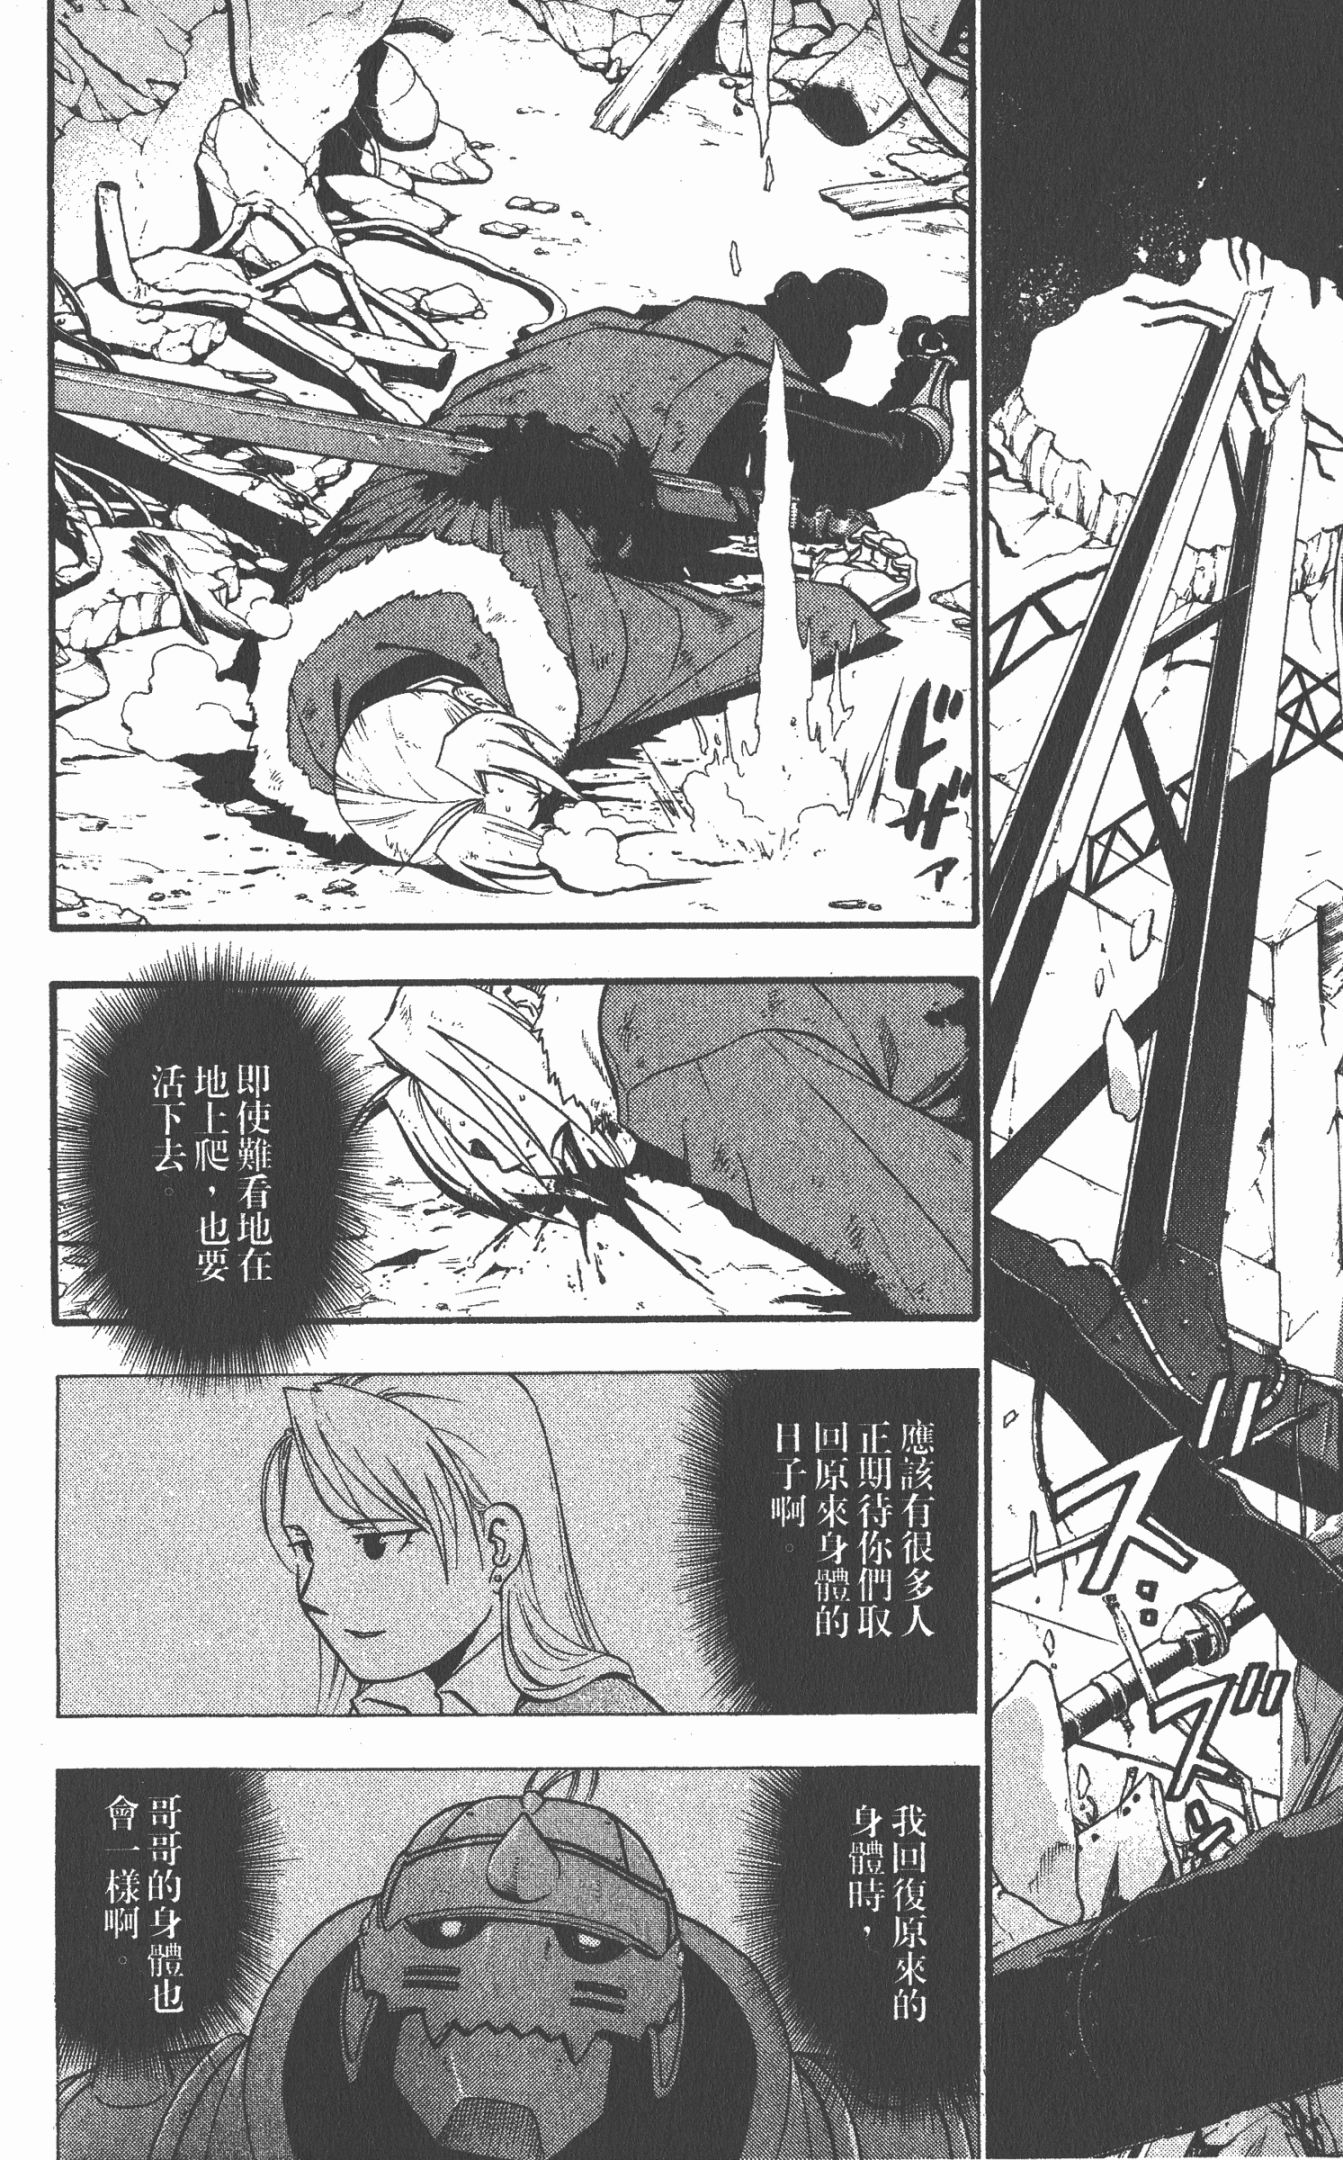 ズズ
ズズ
ドザァ
即使難看地在
地上爬，也要
活下去。
應該有很多人
正期待你們取
回原來身體的
日子啊。
我回復原來的
身體時，
哥哥的身體也
會一樣啊。